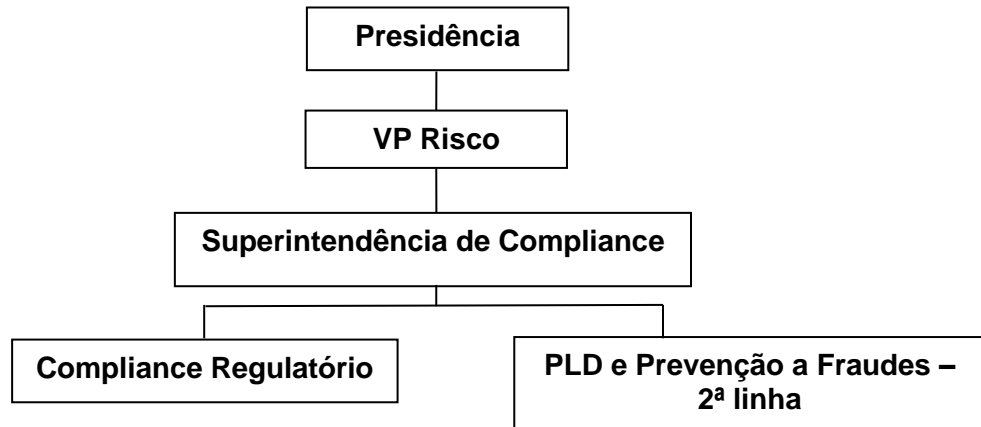 Presidência
VP Risco
Superintendência de Compliance
Compliance Regulatório
PLD e Prevenção a Fraudes –
2ª linha